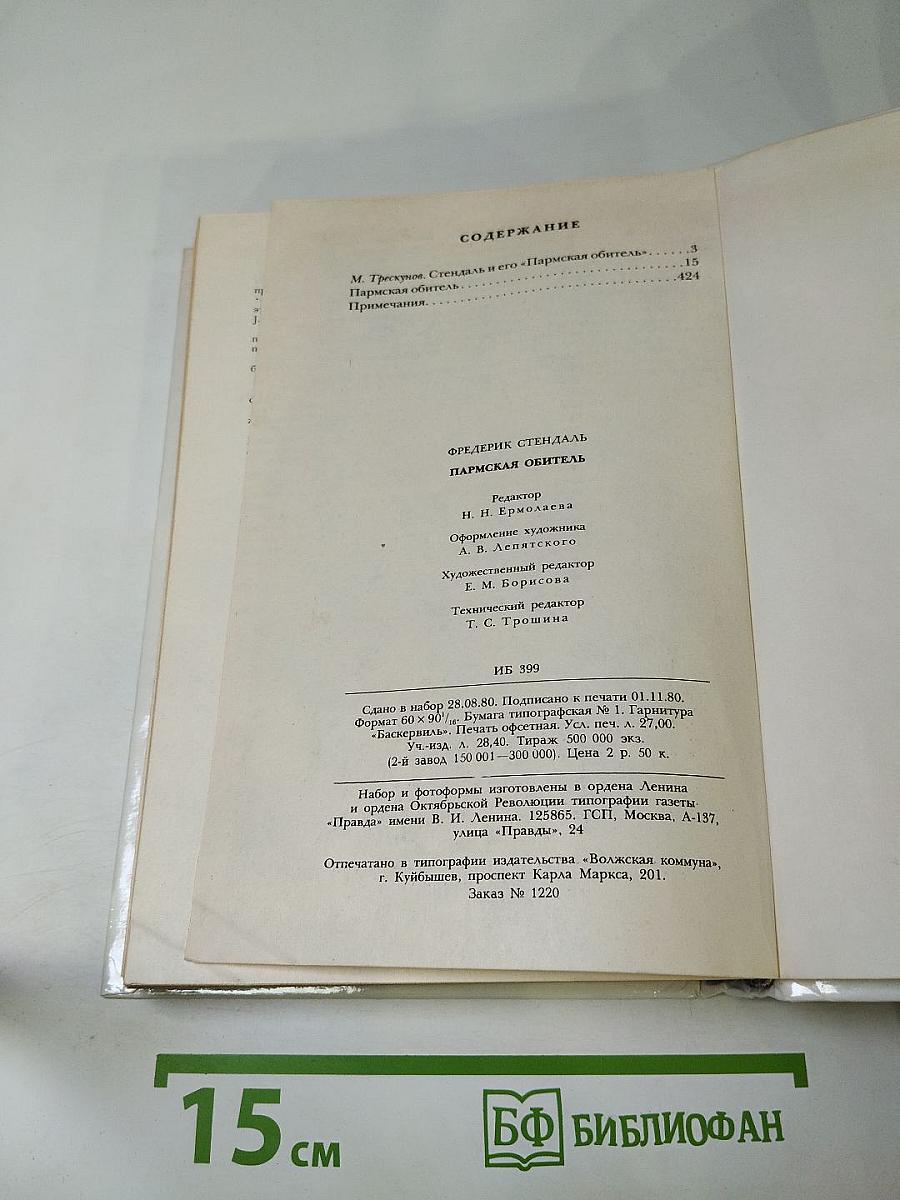 СОДЕРЖАНИЕ
М. Трескунов. Стендаль и его «Пармская обитель»......3
Пармская обитель.............................15
Примечания.................................424
ФРЕДЕРИК СТЕНДАЛЬ
ПАРМСКАЯ ОБИТЕЛЬ
Редактор
Н. Н. Ермолаева
Оформление художника
А. В. Лепятского
Художественный редактор
Е. М. Борисова
Технический редактор
Т. С. Трошина
ИБ 399
Сдано в набор 28.08.80. Подписано к печати 01.11.80.
Формат 60×90¹/₁₆. Бумага типографская № 1. Гарнитура
«Баскервиль». Печать офсетная. Усл. печ. л. 27,00.
Уч.-изд. л. 28,40. Тираж 500 000 экз.
(2-й завод 150 001—300 000). Цена 2 р. 50 к.
Набор и фотоформы изготовлены в ордена Ленина
и ордена Октябрьской Революции типографии газеты
«Правда» имени В. И. Ленина. 125865. ГСП, Москва, А-137,
улица «Правды», 24
Отпечатано в типографии издательства «Волжская коммуна»,
г. Куйбышев, проспект Карла Маркса, 201.
Заказ № 1220
15 см
БФ БИБЛИОФАН